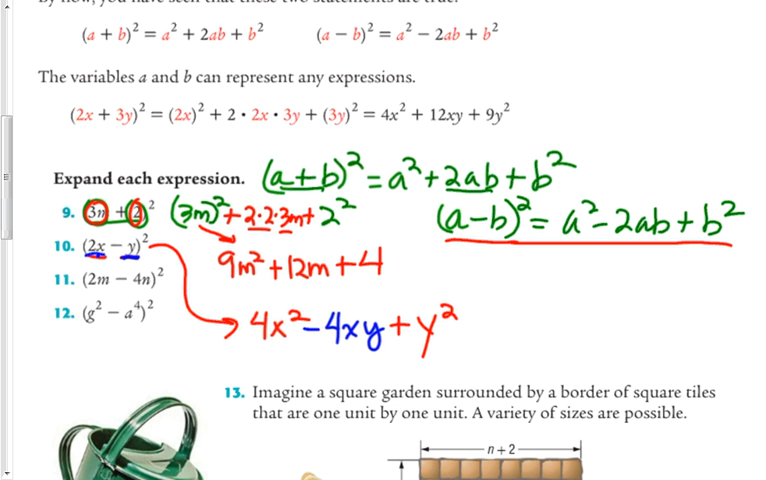 (a + b)² = a² + 2ab + b² (a − b)² = a² − 2ab + b²
The variables a and b can represent any expressions.
(2x + 3y)² = (2x)² + 2 • 2x • 3y + (3y)² = 4x² + 12xy + 9y²
Expand each expression. (a+b)² = a² + 2ab + b²
9. (3m + 2)² (3m)² + 2·2·3m + 2² (a−b)² = a² − 2ab + b²
10. (2x − y)² 9m² + 12m + 4
11. (2m − 4n)²
12. (g² − a⁴)² 4x² − 4xy + y²
13. Imagine a square garden surrounded by a border of square tiles
that are one unit by one unit. A variety of sizes are possible.
n + 2